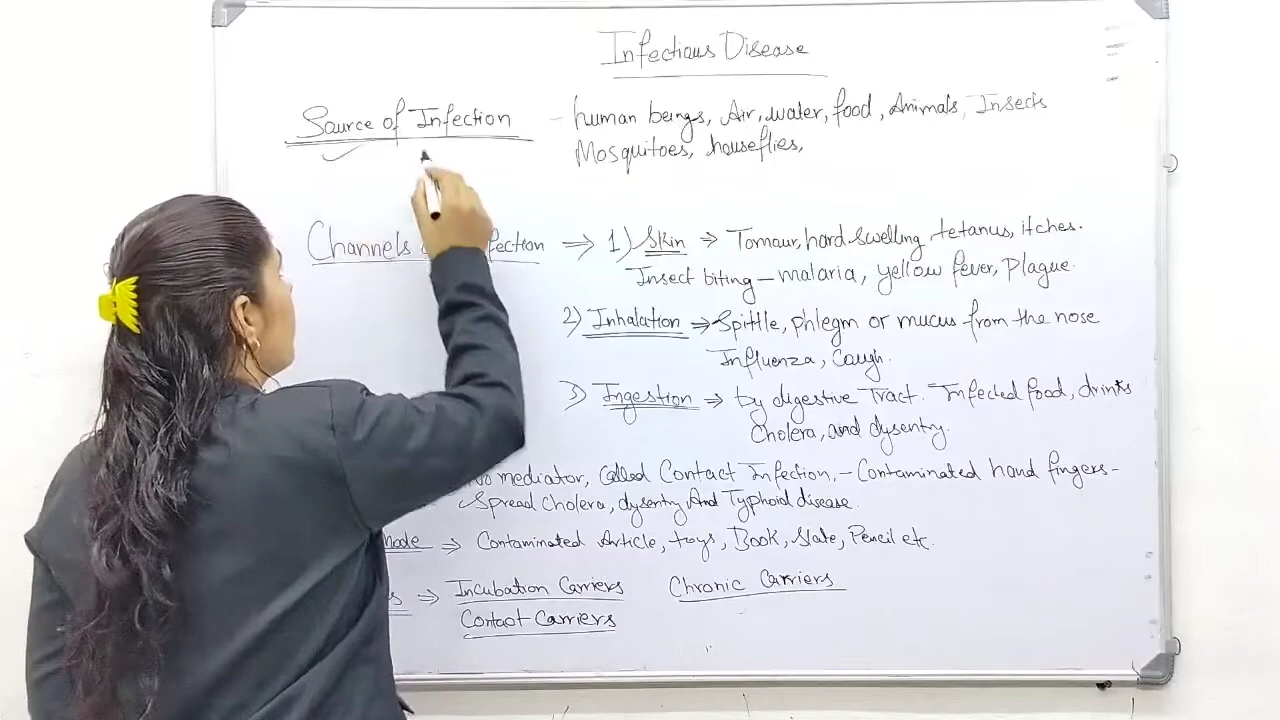 Infectious Disease
Source of Infection - human beings, Air, water, food, Animals, Insects
Mosquitoes, houseflies,
Channels fection ⇒ 1) Skin → Tomour, hard swelling, tetanus, itches.
Insect biting - malaria, yellow fever, Plague.
2) Inhalation ⇒ Spittle, phlegm or mucus from the nose
Influenza, Cough.
3) Ingestion → by digestive Tract. Infected food, drinks
Cholera, and dysentry.
mediator, Called Contact Infection, - Contaminated hand fingers -
Spread Cholera, dysentry And Typhoid disease.
mode ⇒ Contaminated Article, toys, Book, Slate, Pencil etc.
⇒ Incubation Carriers Chronic Carriers
Contact Carriers